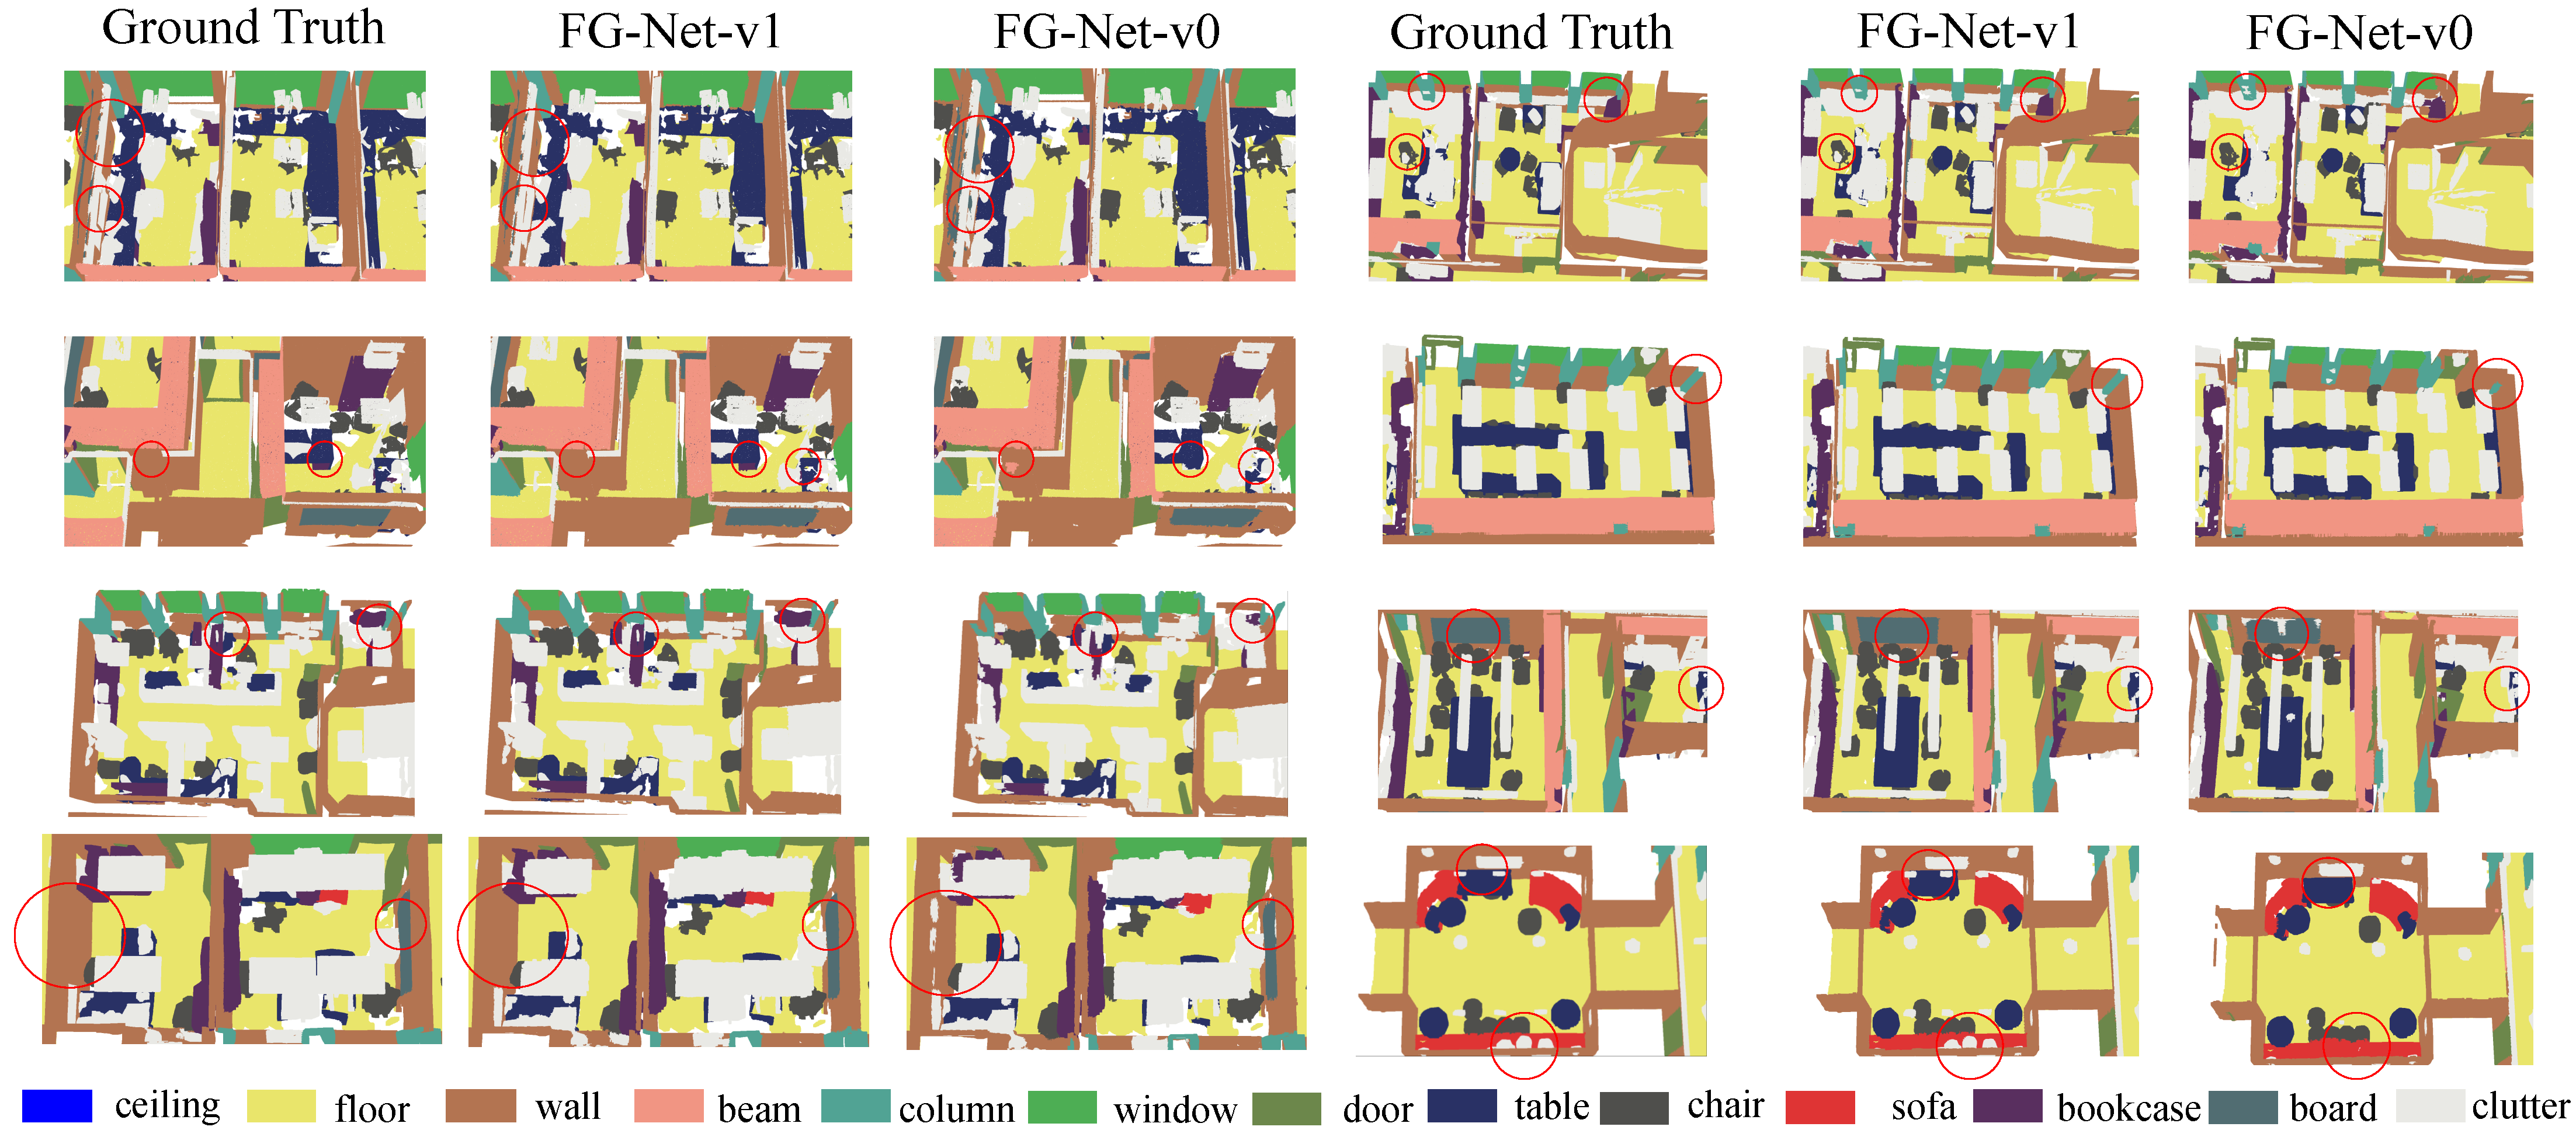 Ground Truth FG-Net-v1 FG-Net-v0 Ground Truth FG-Net-v1 FG-Net-v0
ceiling floor wall beam column window door table chair sofa bookcase board clutter